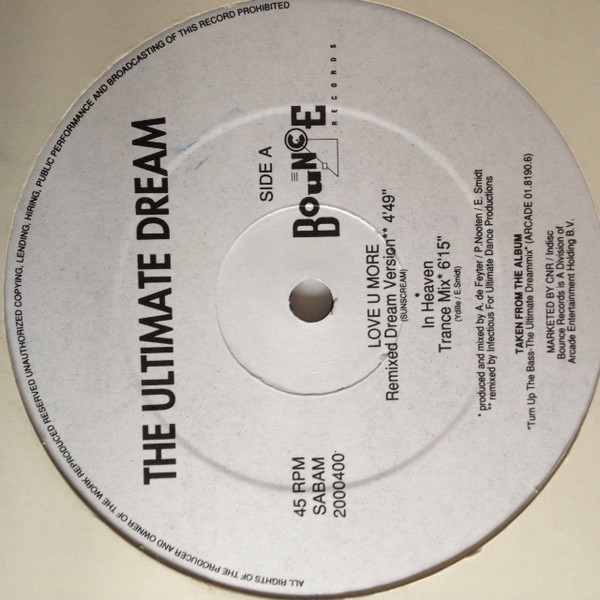 ALL RIGHTS OF THE PRODUCER AND OWNER OF THE WORK REPRODUCED RESERVED UNAUTHORIZED COPYING, LENDING, HIRING, PUBLIC PERFORMANCE AND BROADCASTING OF THIS RECORD PROHIBITED
THE ULTIMATE DREAM
SIDE A
BOUNCE
RECORDS
45 RPM
SABAM
2000400
LOVE U MORE
Remixed Dream Version** 4'49"
(SUNSCREAM)
*
In Heaven
Trance Mix* 6'15"
(Ydille / E.Smidt)
* produced and mixed by A. de Feyter / P.Nooten / E. Smidt
** remixed by Infectious For Ultimate Dance Productions
TAKEN FROM THE ALBUM
"Turn Up The Bass-The Ultimate Dreammix" (ARCADE 01.8190.6)
MARKETED BY CNR / Indisc
Bounce Records Is A Division of
Arcade Entertainment Holding B.V.